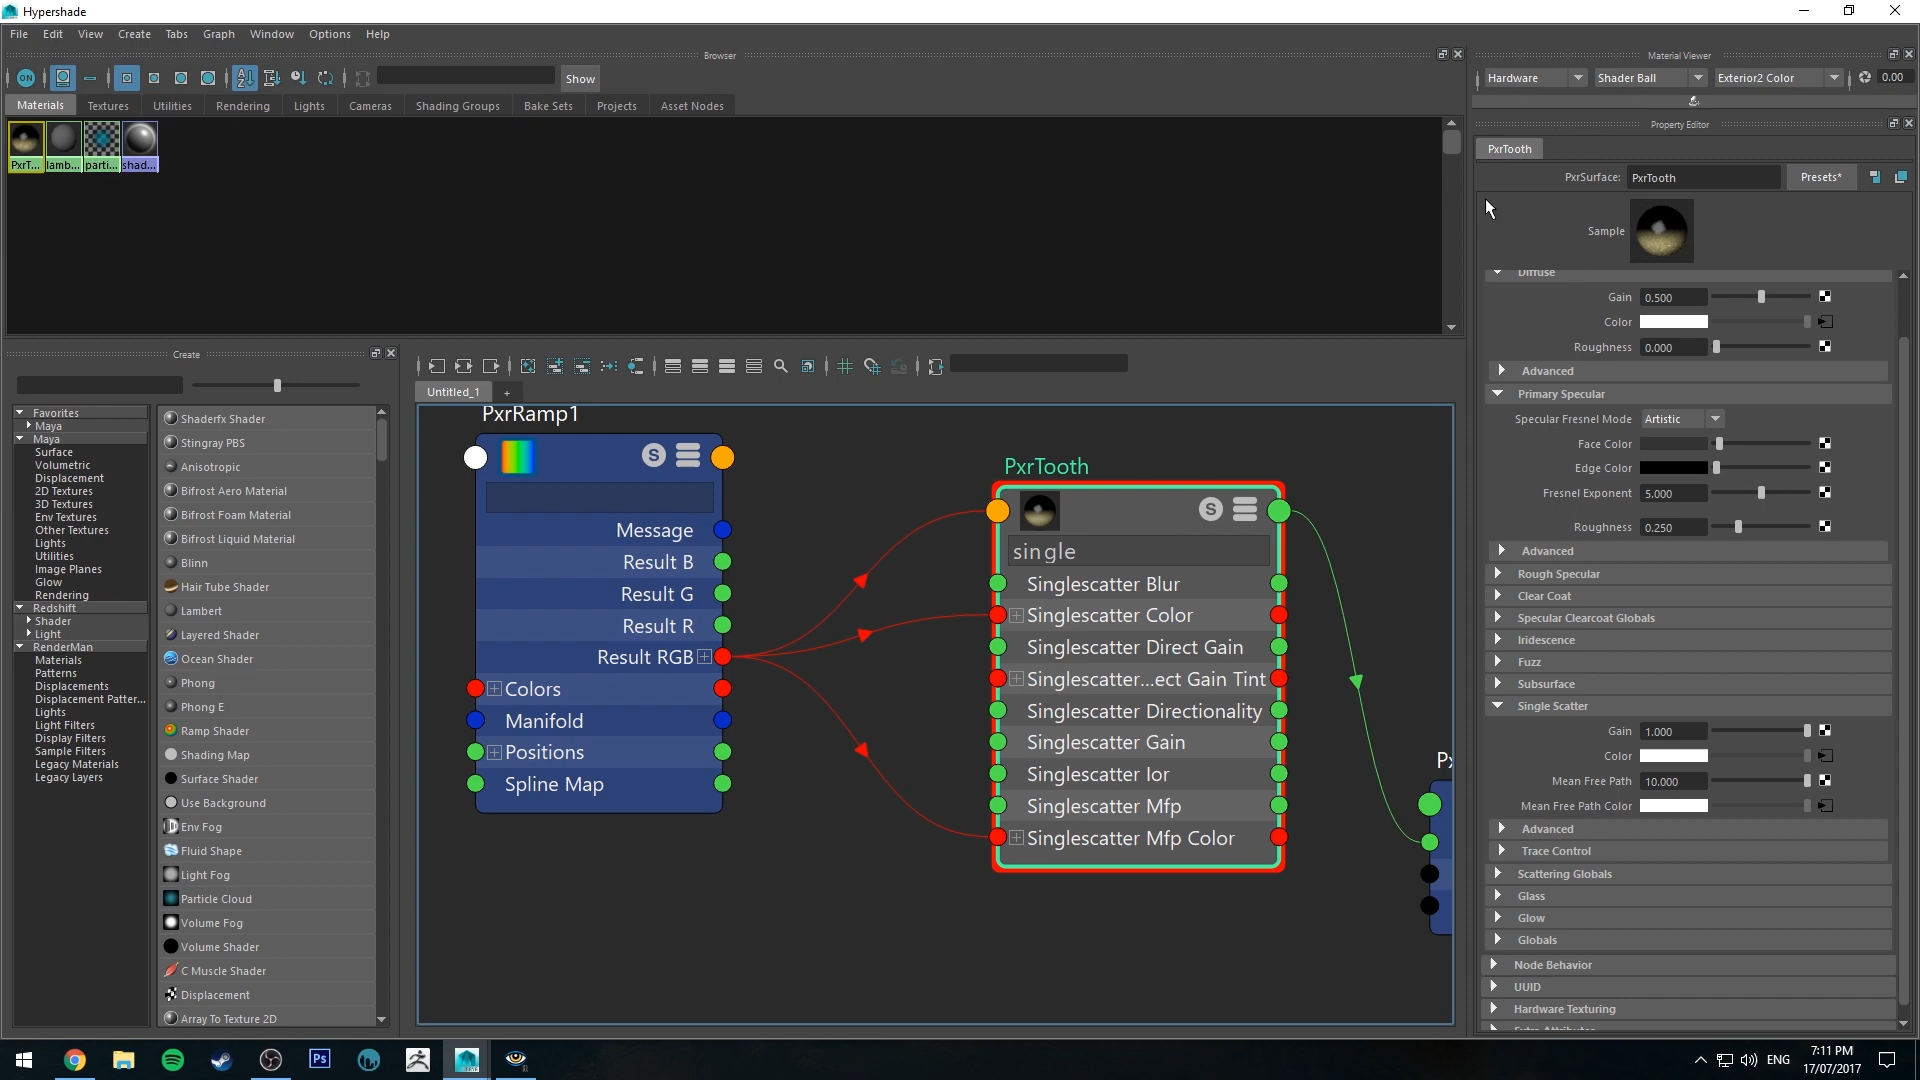 Hypershade
File Edit View Create Tabs Graph Window Options Help
Browser
ON
Show
Materials Textures Utilities Rendering Lights Cameras Shading Groups Bake Sets Projects Asset Nodes
PxrT... lamb... parti... shad...
Material Viewer
Hardware Shader Ball Exterior2 Color 0.00
Property Editor
PxrTooth
PxrSurface: PxrTooth Presets*
Sample
Diffuse
Gain 0.500
Color
Roughness 0.000
Advanced
Primary Specular
Specular Fresnel Mode Artistic
Face Color
Edge Color
Fresnel Exponent 5.000
Roughness 0.250
Advanced
Rough Specular
Clear Coat
Specular Clearcoat Globals
Iridescence
Fuzz
Subsurface
Single Scatter
Gain 1.000
Color
Mean Free Path 10.000
Mean Free Path Color
Advanced
Trace Control
Scattering Globals
Glass
Glow
Globals
Node Behavior
UUID
Hardware Texturing
Create
Favorites
Maya
Maya
Surface
Volumetric
Displacement
2D Textures
3D Textures
Env Textures
Other Textures
Lights
Utilities
Image Planes
Glow
Rendering
Redshift
Shader
Light
RenderMan
Materials
Patterns
Displacements
Displacement Patter...
Lights
Light Filters
Display Filters
Sample Filters
Legacy Materials
Legacy Layers
Shaderfx Shader
Stingray PBS
Anisotropic
Bifrost Aero Material
Bifrost Foam Material
Bifrost Liquid Material
Blinn
Hair Tube Shader
Lambert
Layered Shader
Ocean Shader
Phong
Phong E
Ramp Shader
Shading Map
Surface Shader
Use Background
Env Fog
Fluid Shape
Light Fog
Particle Cloud
Volume Fog
Volume Shader
C Muscle Shader
Displacement
Array To Texture 2D
Untitled_1 +
PxrRamp1
S
Message
Result B
Result G
Result R
Result RGB
Colors
Manifold
Positions
Spline Map
PxrTooth
S
single
Singlescatter Blur
Singlescatter Color
Singlescatter Direct Gain
Singlescatter...ect Gain Tint
Singlescatter Directionality
Singlescatter Gain
Singlescatter Ior
Singlescatter Mfp
Singlescatter Mfp Color
Ps
ENG
7:11 PM
17/07/2017